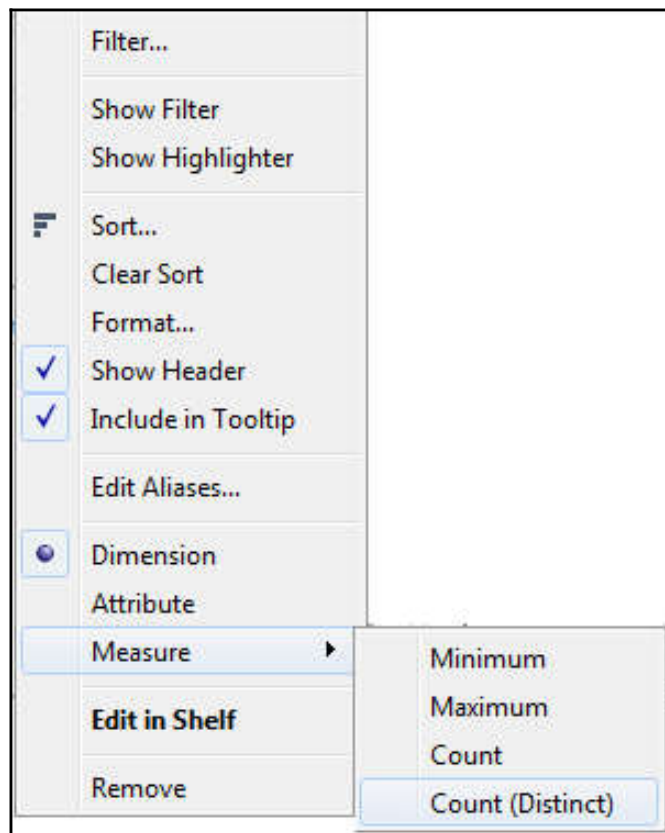 Filter...
Show Filter
Show Highlighter
Sort...
Clear Sort
Format...
Show Header
Include in Tooltip
Edit Aliases...
Dimension
Attribute
Measure
Edit in Shelf
Remove
Minimum
Maximum
Count
Count (Distinct)